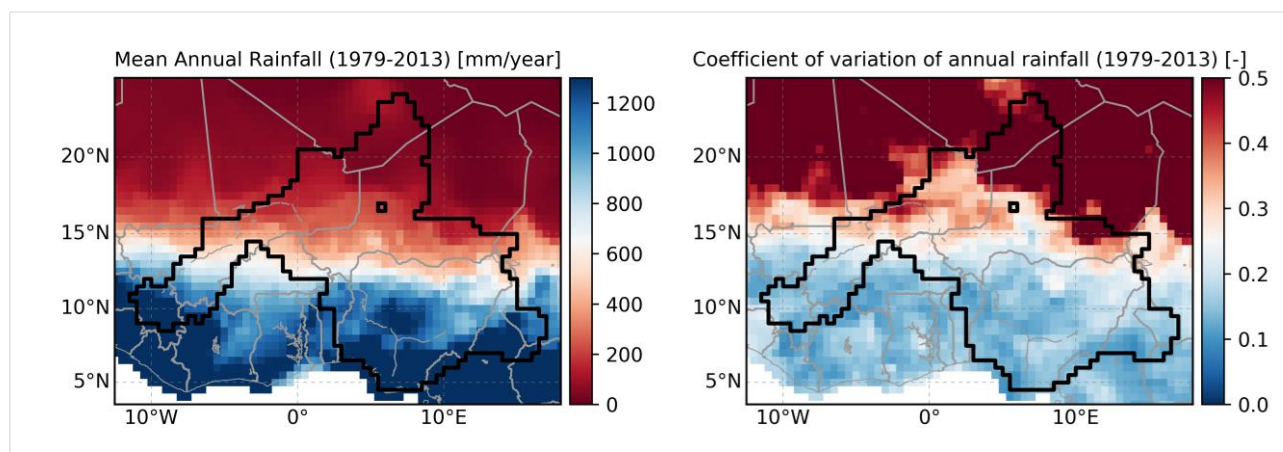 Mean Annual Rainfall (1979-2013) [mm/year]
20°N
15°N
10°N
5°N
10°W 0° 10°E
1200
1000
800
600
400
200
0
Coefficient of variation of annual rainfall (1979-2013) [-]
20°N
15°N
10°N
5°N
10°W 0° 10°E
0.5
0.4
0.3
0.2
0.1
0.0